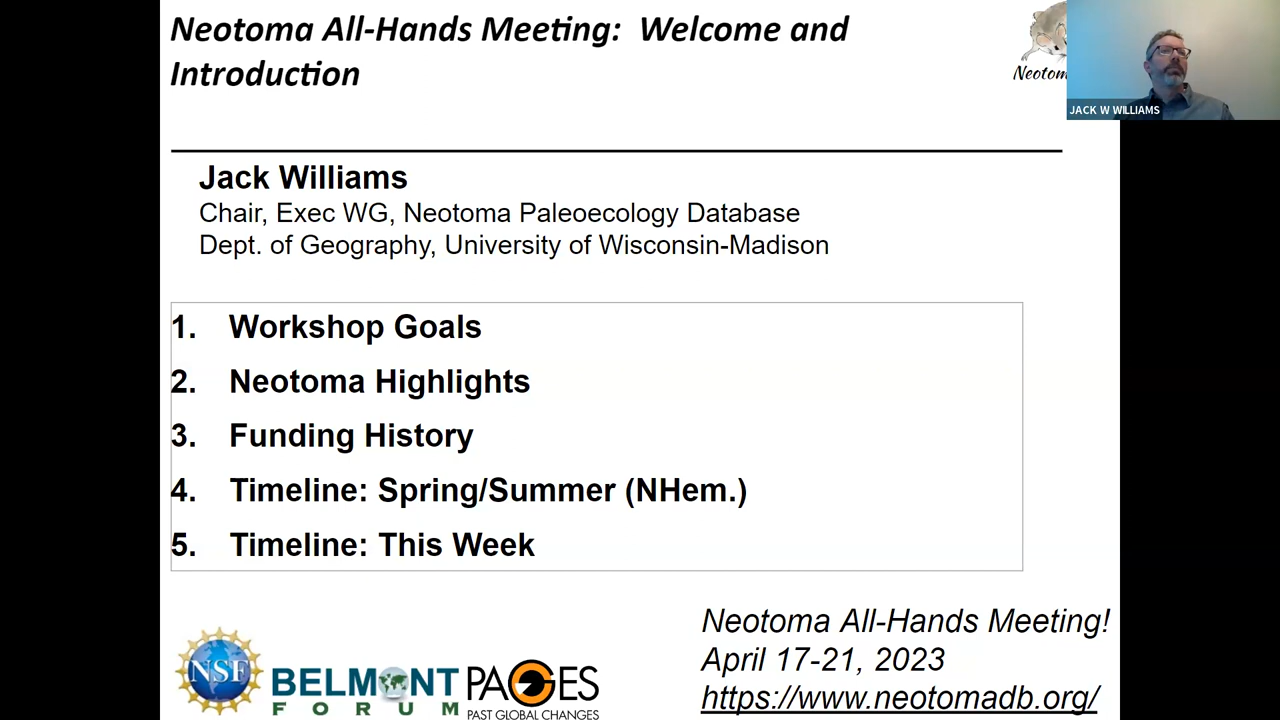 Neotoma All-Hands Meeting: Welcome and
Introduction
JACK W WILLIAMS
Jack Williams
Chair, Exec WG, Neotoma Paleoecology Database
Dept. of Geography, University of Wisconsin-Madison
1. Workshop Goals
2. Neotoma Highlights
3. Funding History
4. Timeline: Spring/Summer (NHem.)
5. Timeline: This Week
NSF
BELMONT
FORUM
PAGES
PAST GLOBAL CHANGES
Neotoma All-Hands Meeting!
April 17-21, 2023
https://www.neotomadb.org/